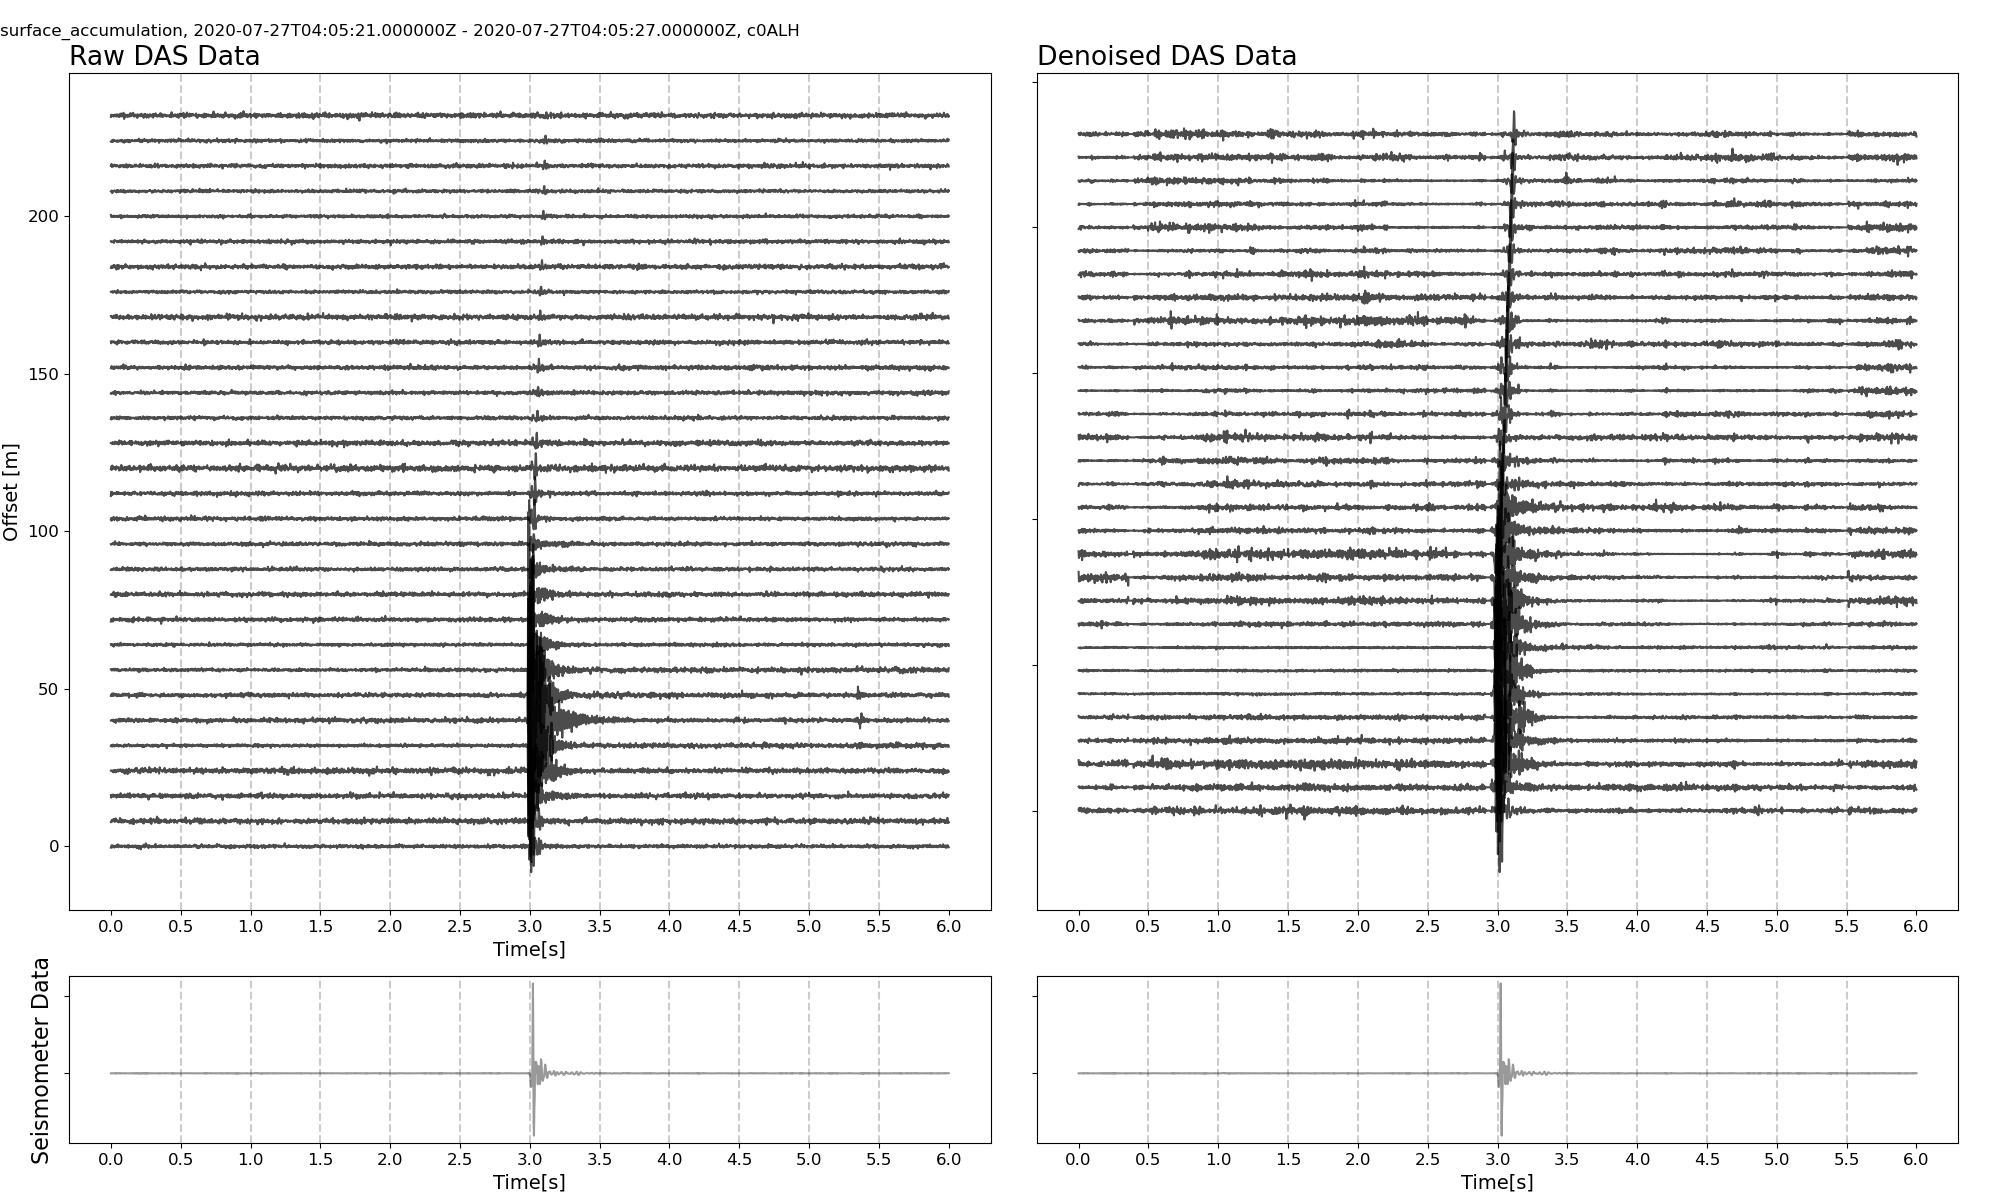 surface_accumulation, 2020-07-27T04:05:21.000000Z - 2020-07-27T04:05:27.000000Z, c0ALH
Raw DAS Data
Denoised DAS Data
Offset [m]
200
150
100
50
0
0.0 0.5 1.0 1.5 2.0 2.5 3.0 3.5 4.0 4.5 5.0 5.5 6.0
Time[s]
0.0 0.5 1.0 1.5 2.0 2.5 3.0 3.5 4.0 4.5 5.0 5.5 6.0
Seismometer Data
0.0 0.5 1.0 1.5 2.0 2.5 3.0 3.5 4.0 4.5 5.0 5.5 6.0
Time[s]
0.0 0.5 1.0 1.5 2.0 2.5 3.0 3.5 4.0 4.5 5.0 5.5 6.0
Time[s]